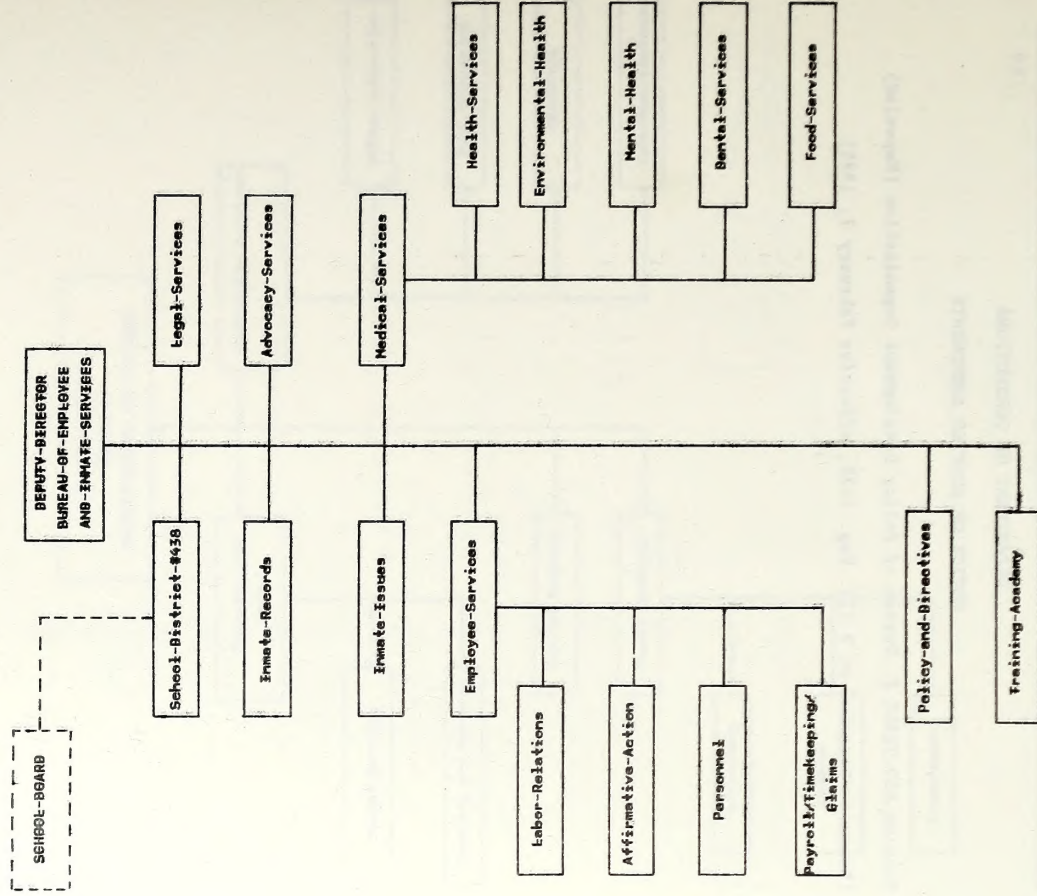 SCHOOL-BOARD
DEPUTY-DIRECTOR
BUREAU-OF-EMPLOYEE
AND-INMATE-SERVICES
School-District-#438
Legal-Services
Inmate-Records
Advocacy-Services
Inmate-Issues
Medical-Services
Employee-Services
Health-Services
Environmental-Health
Mental-Health
Dental-Services
Food-Services
Labor-Relations
Affirmative-Action
Personnel
Payroll/Timekeeping/
Claims
Policy-and-Directives
Training-Academy